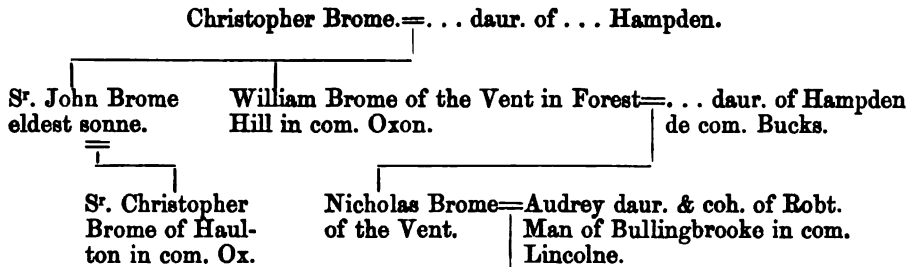 Christopher Brome.=. . . daur. of . . . Hampden.
Sr. John Brome
eldest sonne.
William Brome of the Vent in Forest=. . . daur. of Hampden
Hill in com. Oxon.
de com. Bucks.
Sr. Christopher
Brome of Haul-
ton in com. Ox.
Nicholas Brome=Audrey daur. & coh. of Robt.
of the Vent.
Man of Bullingbrooke in com.
Lincolne.